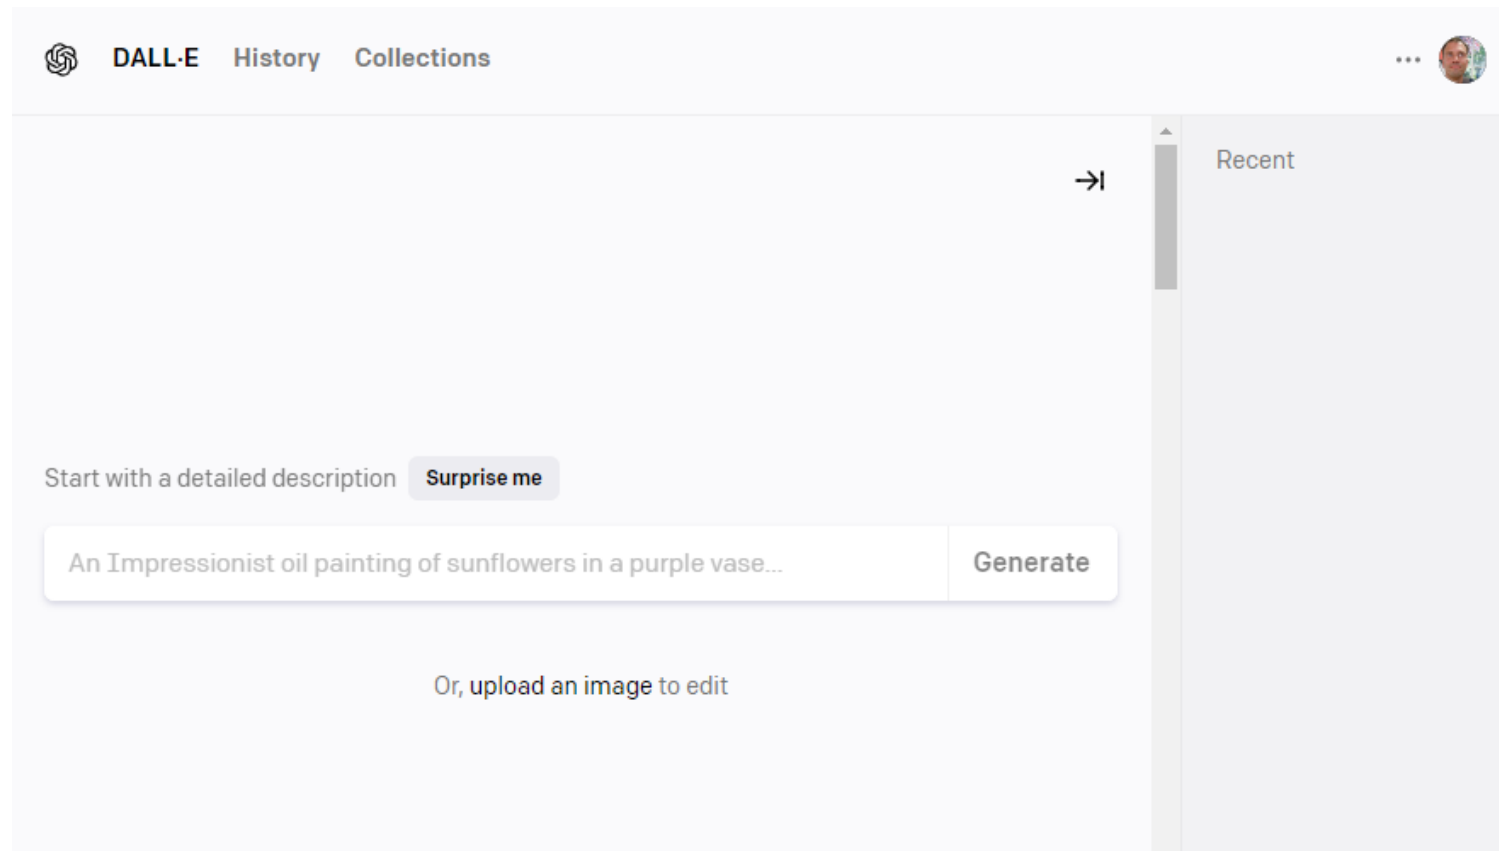 DALL·E History Collections
Recent
Start with a detailed description Surprise me
An Impressionist oil painting of sunflowers in a purple vase... Generate
Or, upload an image to edit